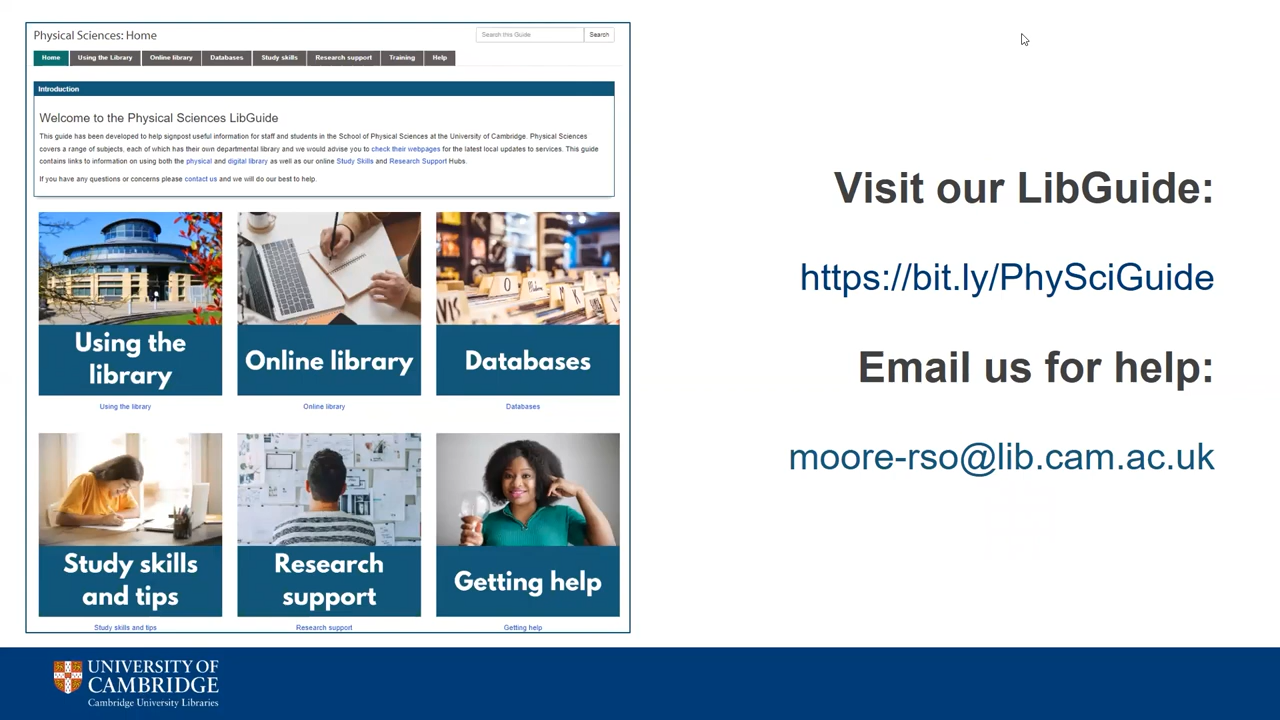 Physical Sciences: Home
Search this Guide
Search
Home
Using the Library
Online library
Databases
Study skills
Research support
Training
Help
Introduction
Welcome to the Physical Sciences LibGuide
This guide has been developed to help signpost useful information for staff and students in the School of Physical Sciences at the University of Cambridge. Physical Sciences
covers a range of subjects, each of which has their own departmental library and we would advise you to check their webpages for the latest local updates to services. This guide
contains links to information on using both the physical and digital library as well as our online Study Skills and Research Support Hubs.
If you have any questions or concerns please contact us and we will do our best to help.
Using the
library
Online library
Databases
Using the library
Online library
Databases
Study skills
and tips
Research
support
Getting help
Study skills and tips
Research support
Getting help
Visit our LibGuide:
https://bit.ly/PhySciGuide
Email us for help:
moore-rso@lib.cam.ac.uk
UNIVERSITY OF
CAMBRIDGE
Cambridge University Libraries